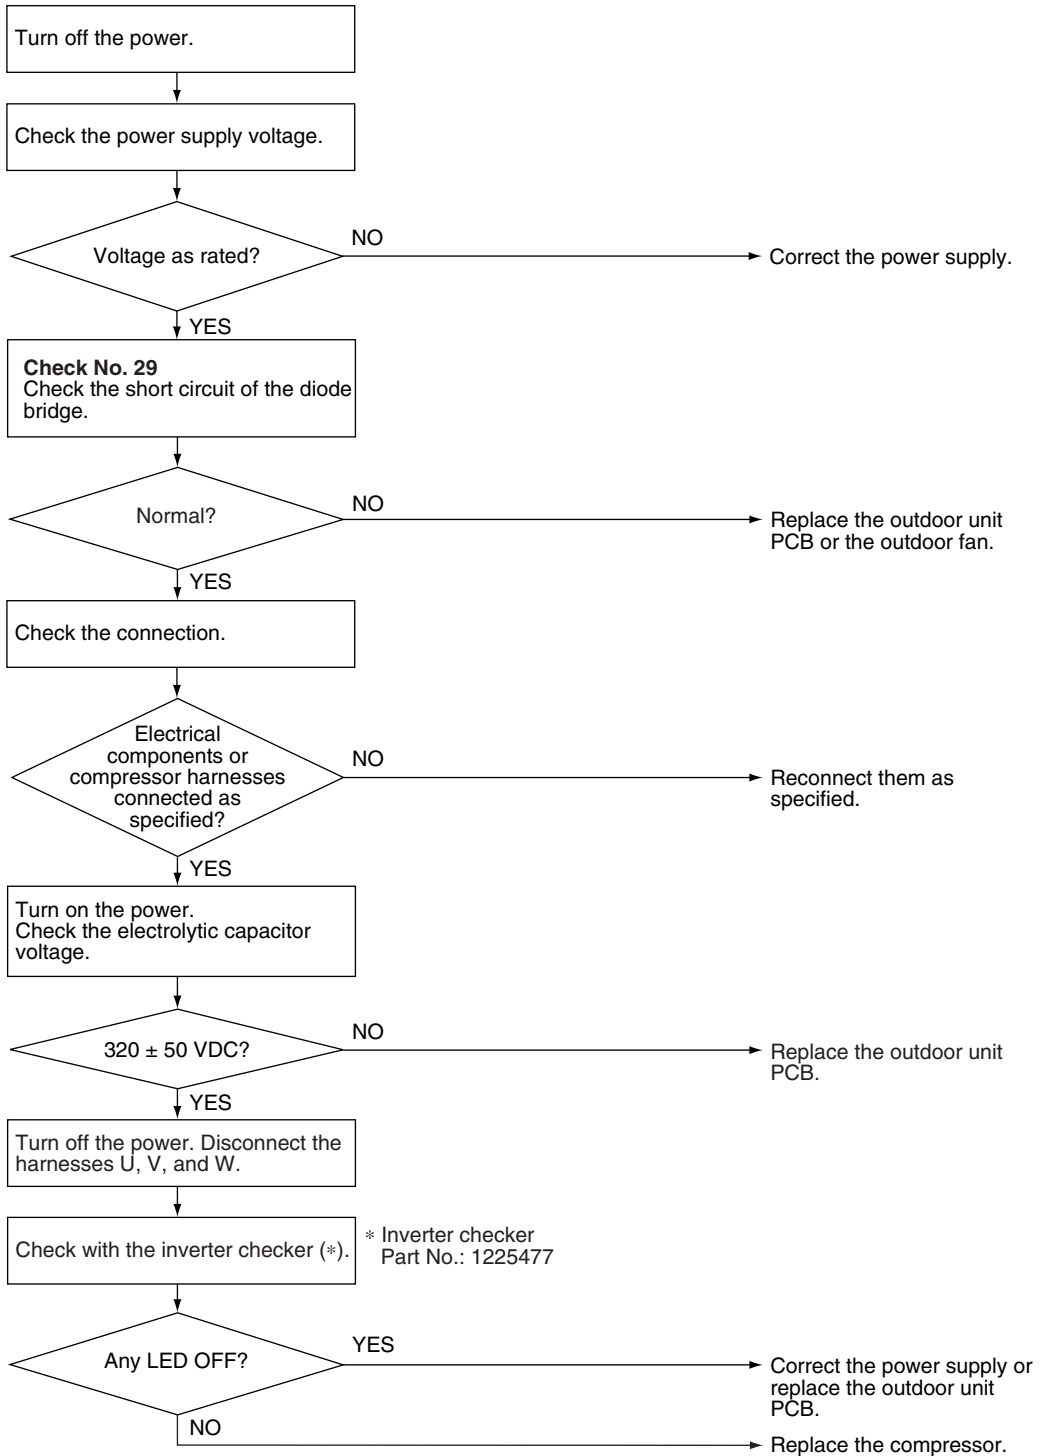 Turn off the power.
Check the power supply voltage.
Voltage as rated?
NO
Correct the power supply.
YES
Check No. 29
Check the short circuit of the diode
bridge.
Normal?
NO
Replace the outdoor unit
PCB or the outdoor fan.
YES
Check the connection.
Electrical
components or
compressor harnesses
connected as
specified?
NO
Reconnect them as
specified.
YES
Turn on the power.
Check the electrolytic capacitor
voltage.
320 ± 50 VDC?
NO
Replace the outdoor unit
PCB.
YES
Turn off the power. Disconnect the
harnesses U, V, and W.
Check with the inverter checker (*).
* Inverter checker
Part No.: 1225477
Any LED OFF?
YES
Correct the power supply or
replace the outdoor unit
PCB.
NO
Replace the compressor.